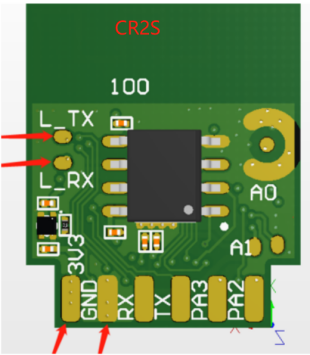 CR2S
100
L_TX
L_RX
A0
A1
3V3
GND
RX
TX
PA3
PA2
X
Z